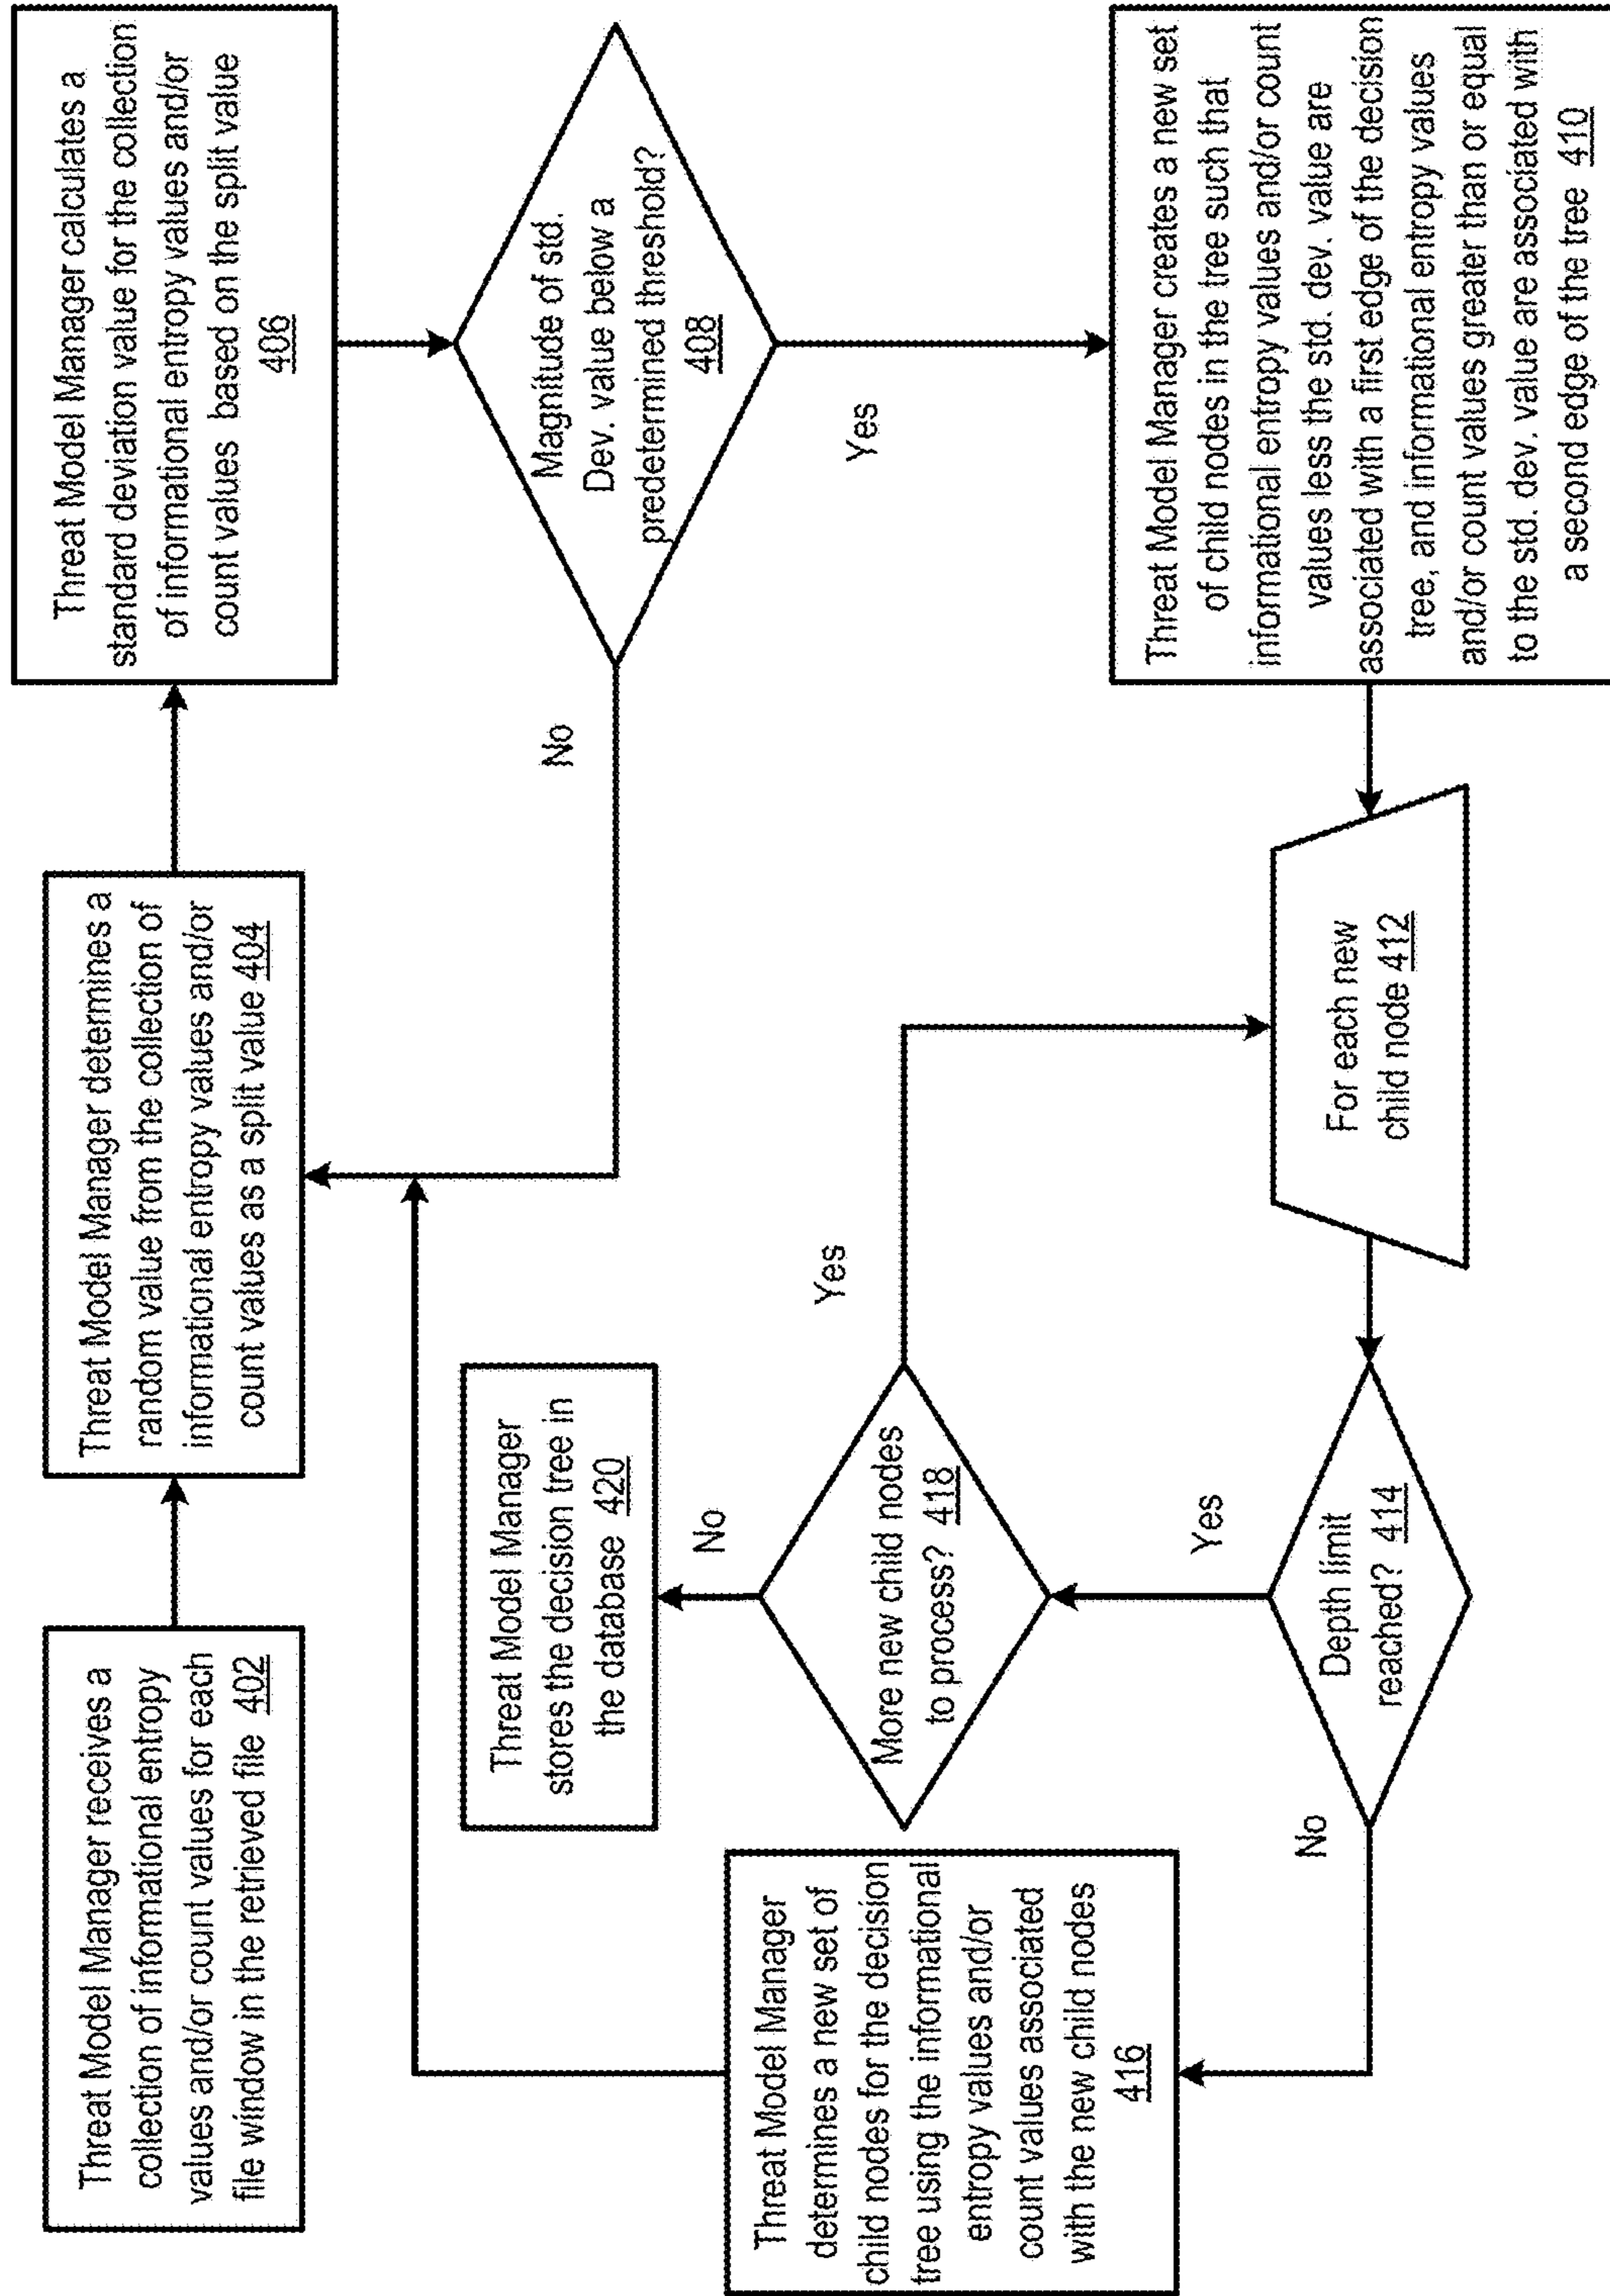 Threat Model Manager receives a
collection of informational entropy
values and/or count values for each
file window in the retrieved file 402
Threat Model Manager determines a
random value from the collection of
informational entropy values and/or
count values as a split value 404
Threat Model Manager calculates a
standard deviation value for the collection
of informational entropy values and/or
count values based on the split value
406
Magnitude of std.
Dev. value below a
predetermined threshold?
408
No
Yes
Threat Model Manager creates a new set
of child nodes in the tree such that
informational entropy values and/or count
values less the std. dev. value are
associated with a first edge of the decision
tree, and informational entropy values
and/or count values greater than or equal
to the std. dev. value are associated with
a second edge of the tree 410
For each new
child node 412
Depth limit
reached? 414
Yes
No
More new child nodes
to process? 418
Yes
No
Threat Model Manager
stores the decision tree in
the database 420
Threat Model Manager
determines a new set of
child nodes for the decision
tree using the informational
entropy values and/or
count values associated
with the new child nodes
416